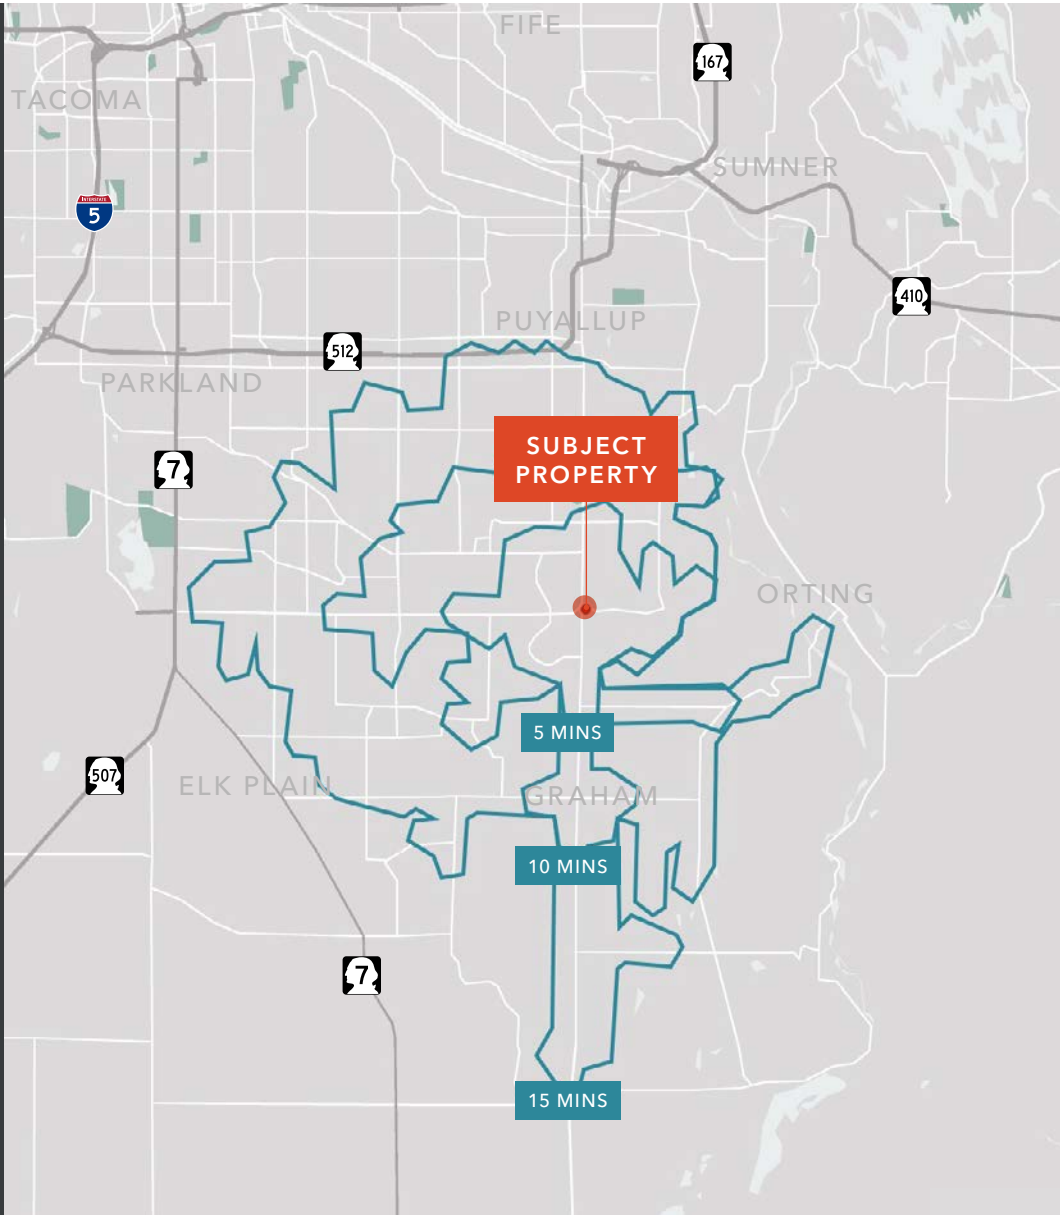 FIFE
167
TACOMA
SUMNER
INTERSTATE
5
410
PUYALLUP
512
PARKLAND
SUBJECT
PROPERTY
7
ORTING
5 MINS
507
ELK PLAIN
GRAHAM
10 MINS
7
15 MINS